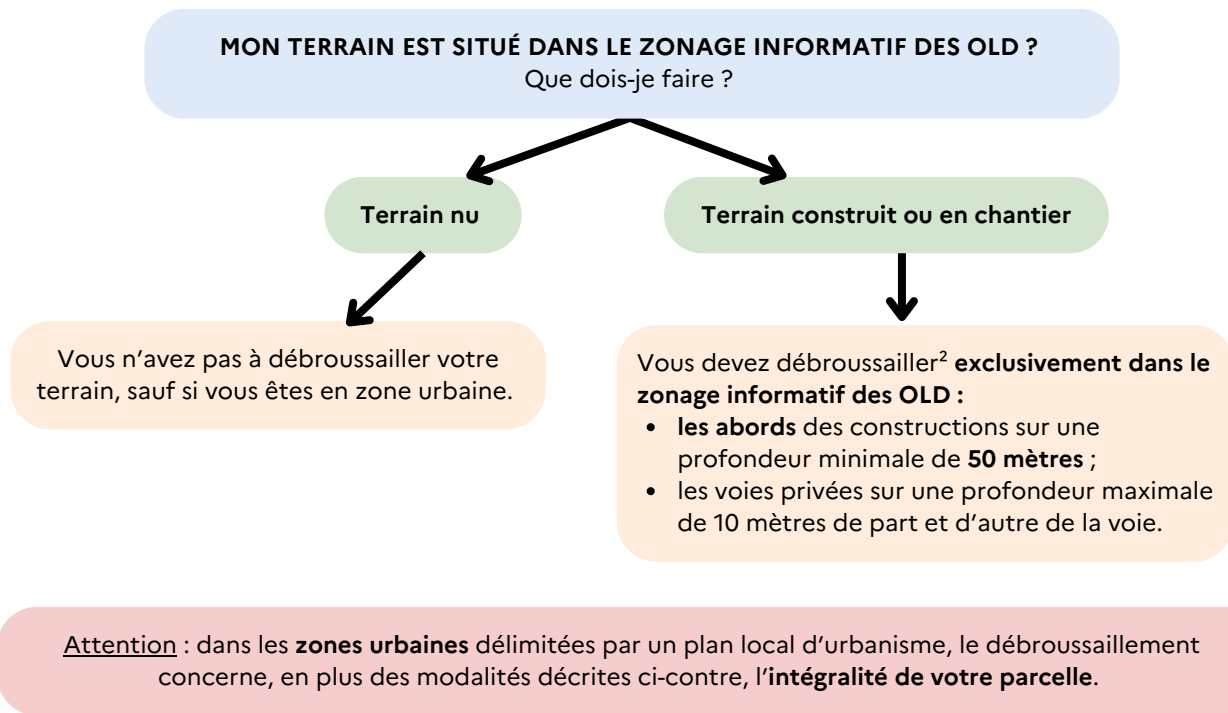 MON TERRAIN EST SITUÉ DANS LE ZONAGE INFORMATIF DES OLD ?
Que dois-je faire ?
Terrain nu
Terrain construit ou en chantier
Vous n’avez pas à débroussailler votre
terrain, sauf si vous êtes en zone urbaine.
Vous devez débroussailler² exclusivement dans le
zonage informatif des OLD :
• les abords des constructions sur une
profondeur minimale de 50 mètres ;
• les voies privées sur une profondeur maximale
de 10 mètres de part et d’autre de la voie.
Attention : dans les zones urbaines délimitées par un plan local d’urbanisme, le débroussaillement
concerne, en plus des modalités décrites ci-contre, l’intégralité de votre parcelle.